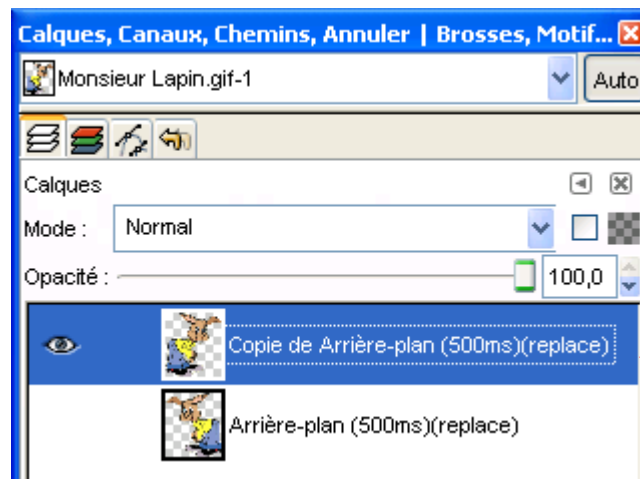 Calques, Canaux, Chemins, Annuler | Brosses, Motif...
Monsieur Lapin.gif-1
Auto
Calques
Mode : Normal
Opacité : 100,0
Copie de Arrière-plan (500ms)(replace)
Arrière-plan (500ms)(replace)